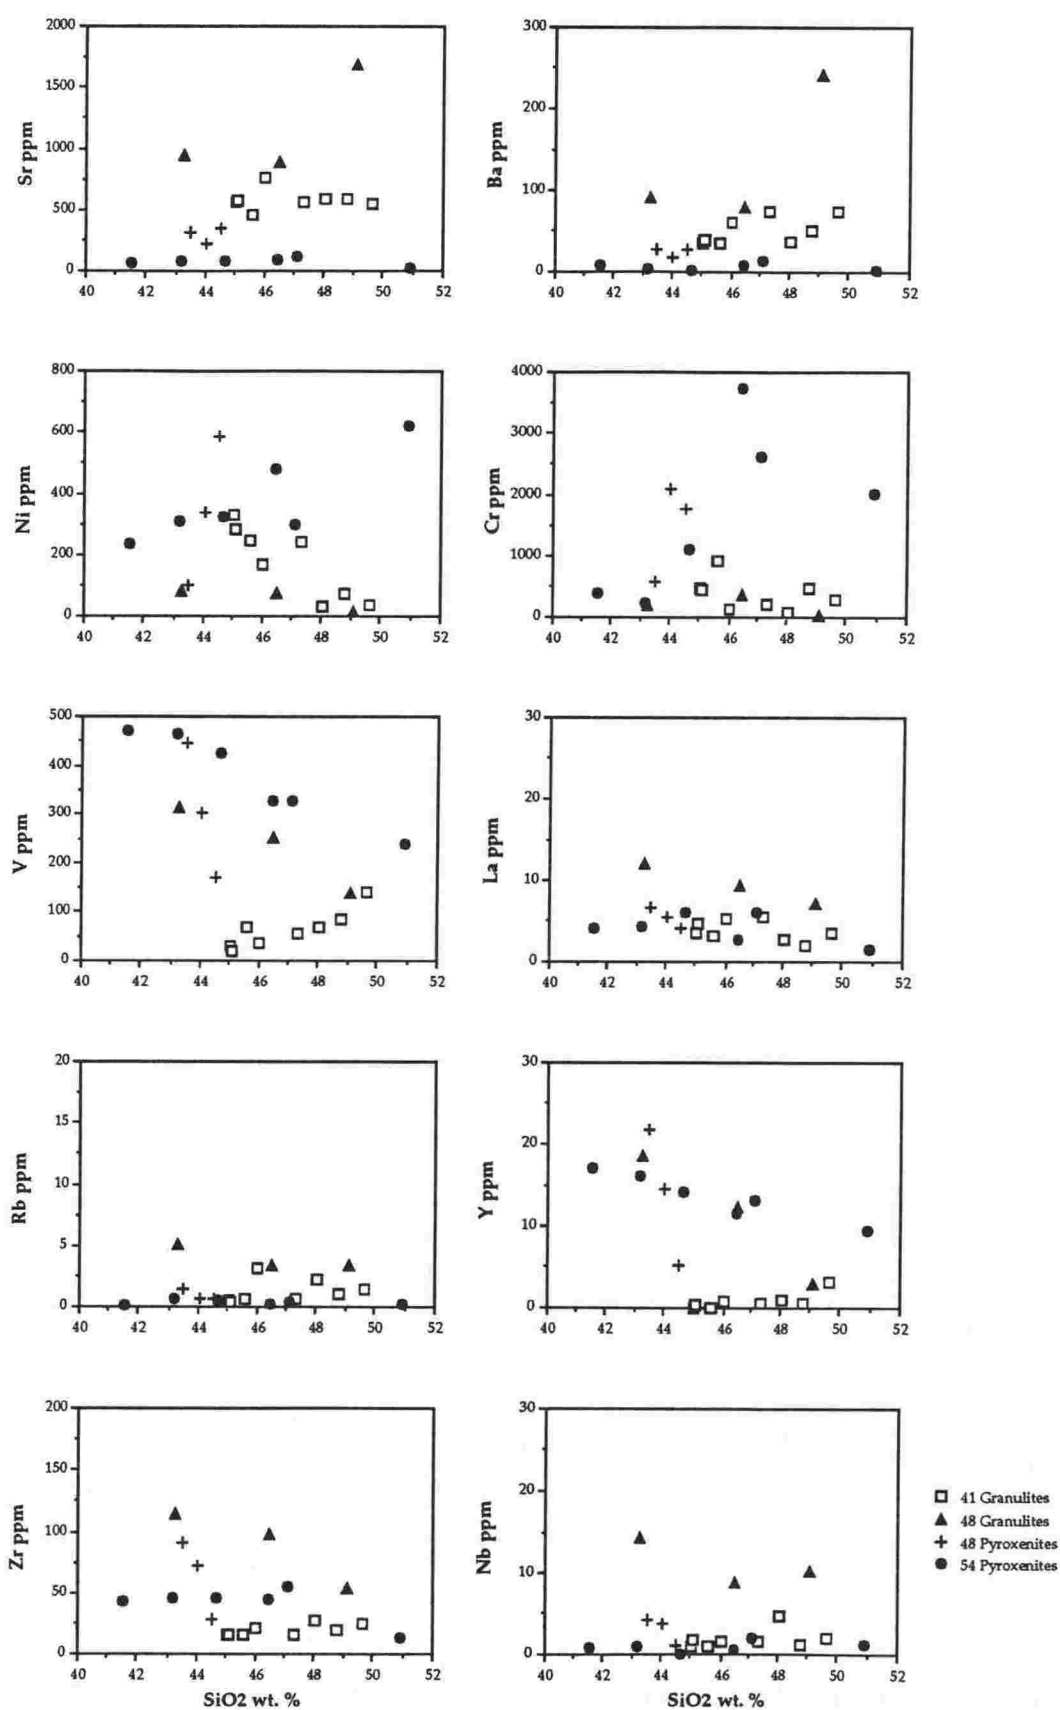 Sr ppm
2000
1500
1000
500
0
40 42 44 46 48 50 52
Ba ppm
300
200
100
0
40 42 44 46 48 50 52
Ni ppm
800
600
400
200
0
40 42 44 46 48 50 52
Cr ppm
4000
3000
2000
1000
0
40 42 44 46 48 50 52
V ppm
500
400
300
200
100
0
40 42 44 46 48 50 52
La ppm
30
20
10
0
40 42 44 46 48 50 52
Rb ppm
20
15
10
5
0
40 42 44 46 48 50 52
Y ppm
30
20
10
0
40 42 44 46 48 50 52
Zr ppm
200
150
100
50
0
40 42 44 46 48 50 52
SiO2 wt. %
Nb ppm
30
20
10
0
40 42 44 46 48 50 52
SiO2 wt. %
41 Granulites
48 Granulites
48 Pyroxenites
54 Pyroxenites